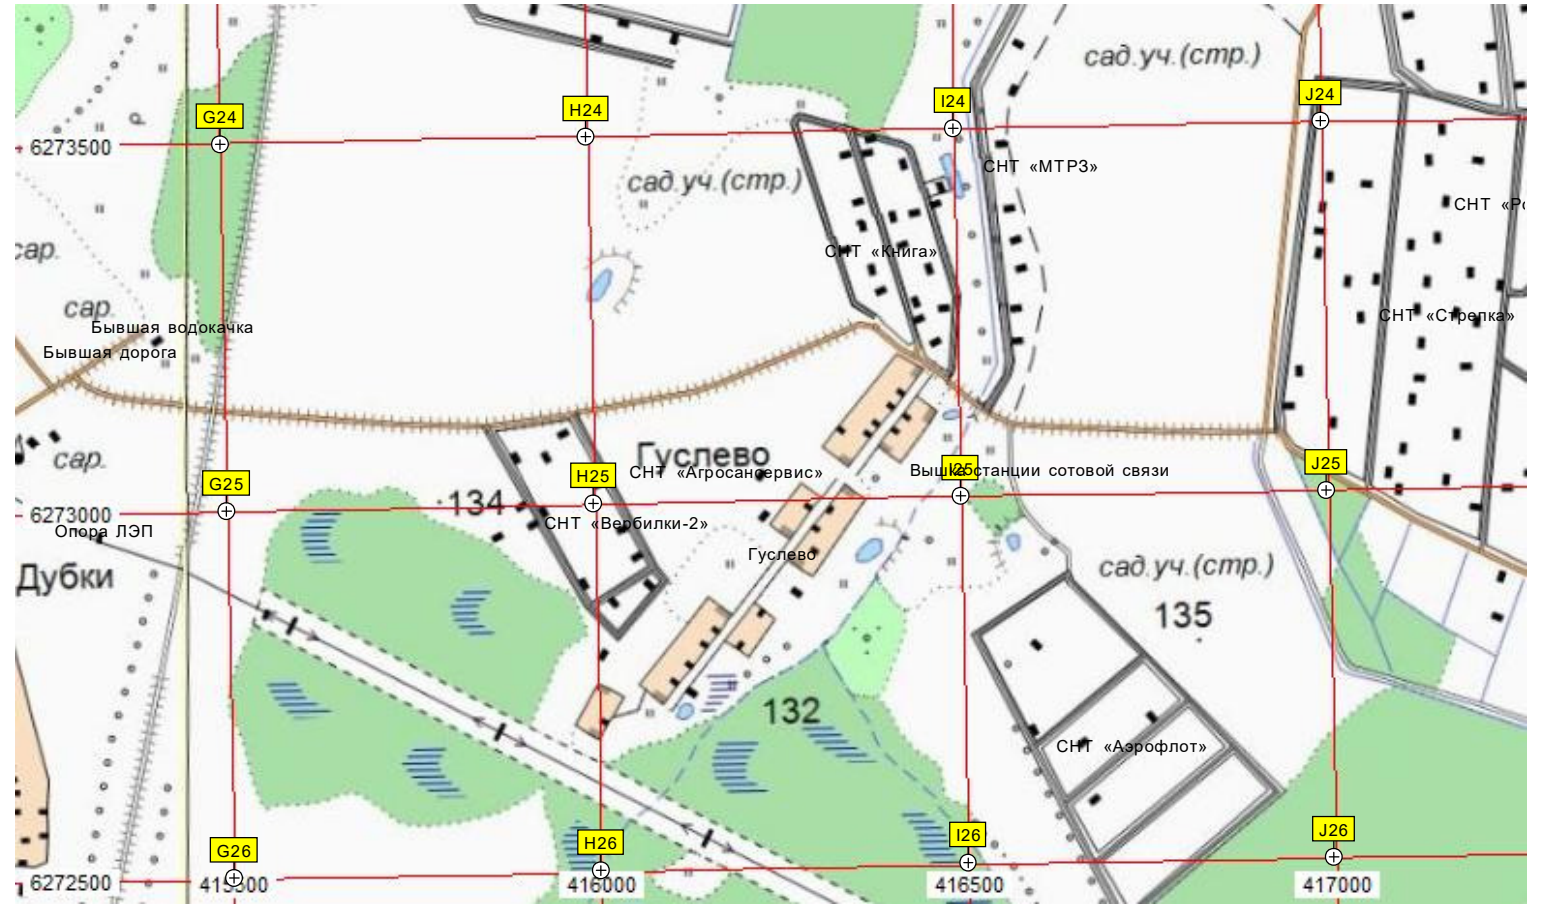 сад.уч.(стр.)
J24
I24
H24
G24
6273500
СНТ «МТРЗ»
сад.уч.(стр.)
СНТ «Р
СНТ «Книга»
сар.
сар.
СНТ «Стрелка»
Бывшая водокачка
Бывшая дорога
Гуслево
сар.
J25
I25
Вышка станции сотовой связи
СНТ «Агросансервис»
H25
G25
134
6273000
СНТ «Вербилки-2»
Опора ЛЭП
Гуслево
сад.уч.(стр.)
Дубки
135
132
СНТ «Аэрофлот»
J26
I26
H26
G26
6272500
415500
416000
416500
417000